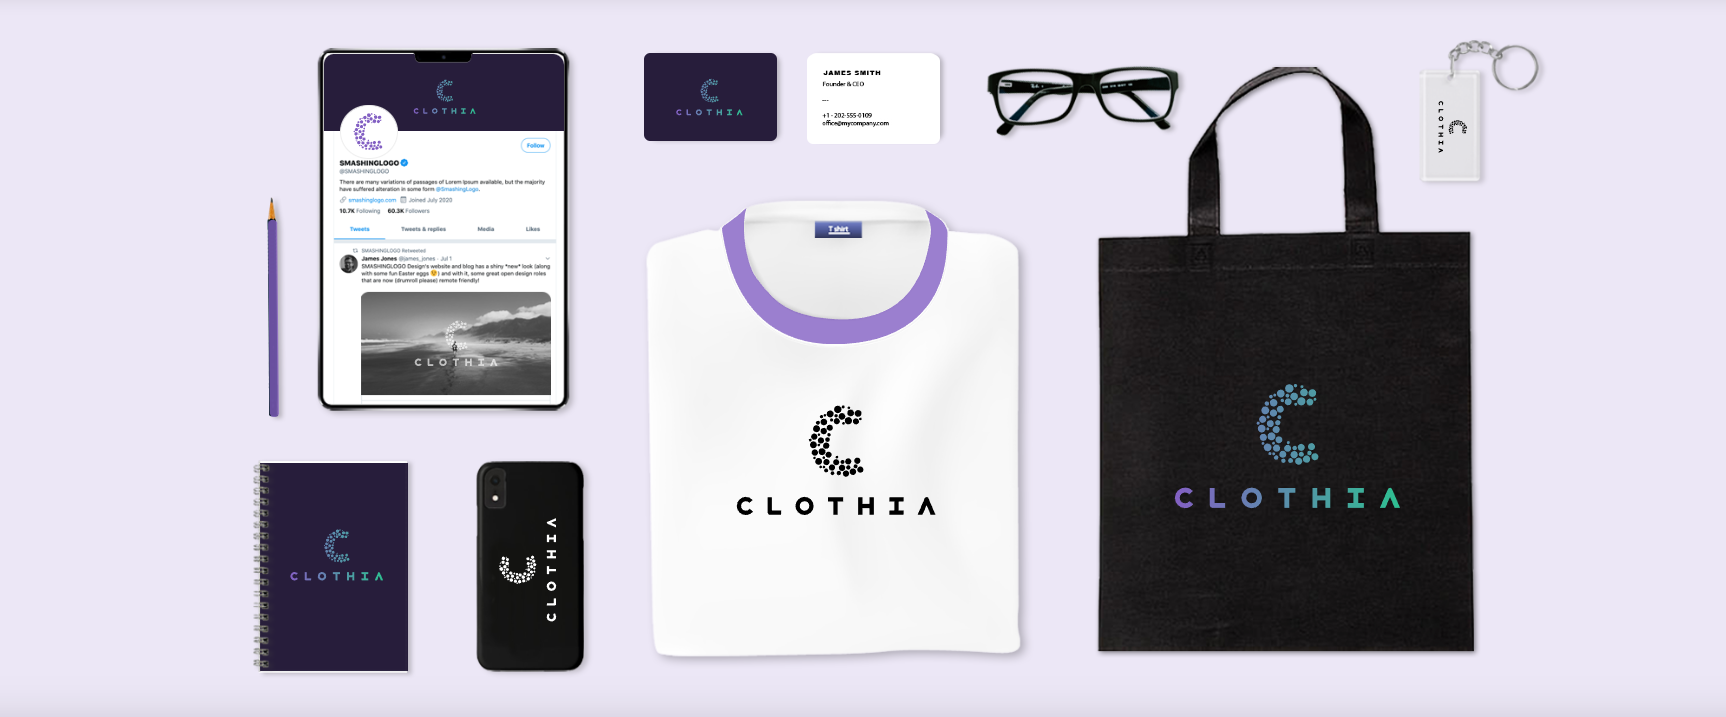 CLOTHIA
SMASHINGLOGO
@SMASHINGLOGO
Follow
There are many variations of passages of Lorem Ipsum available, but the majority
have suffered alteration in some form @SmashingLogo.
smashinglogo.com Joined July 2020
10.7K Following 60.3K Followers
Tweets Tweets & replies Media Likes
SMASHINGLOGO Retweeted
James Jones @james_jones · Jul 1
SMASHINGLOGO Design's website and blog has a shiny *new* look (along
with some fun Easter eggs 😉) and with it, some great open design roles
that are now (drumroll please) remote friendly!
CLOTHIA
CLOTHIA
JAMES SMITH
Founder & CEO
---
+1 - 202-555-0109
office@mycompany.com
CLOTHIA
T shirt
CLOTHIA
CLOTHIA
CLOTHIA
CLOTHIA